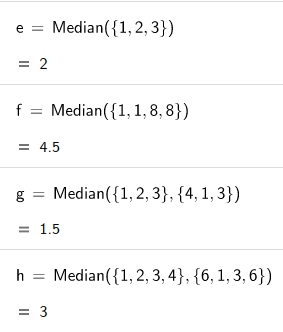 e = Median({1, 2, 3})
= 2
f = Median({1, 1, 8, 8})
= 4.5
g = Median({1, 2, 3}, {4, 1, 3})
= 1.5
h = Median({1, 2, 3, 4}, {6, 1, 3, 6})
= 3